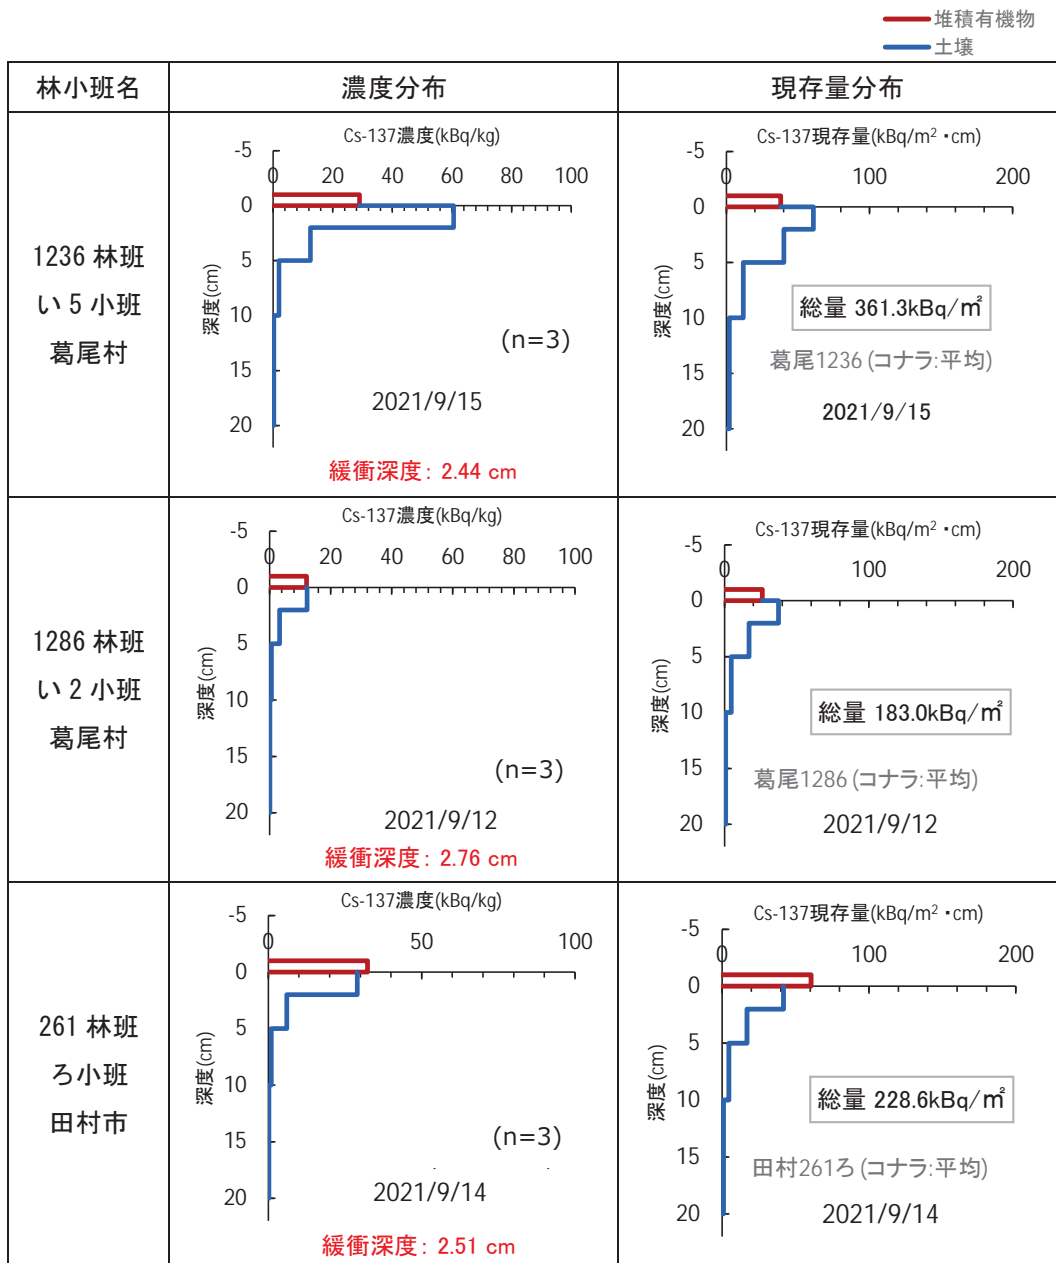 堆積有機物
土壌
林小班名
濃度分布
現存量分布
1236 林班
い 5 小班
葛尾村
Cs-137濃度(kBq/kg)
0 20 40 60 80 100
-5
0
5
10
15
20
深度(cm)
(n=3)
2021/9/15
緩衝深度: 2.44 cm
Cs-137現存量(kBq/m²・cm)
0 100 200
-5
0
5
10
15
20
深度(cm)
総量 361.3kBq/㎡
葛尾1236 (コナラ:平均)
2021/9/15
1286 林班
い 2 小班
葛尾村
Cs-137濃度(kBq/kg)
0 20 40 60 80 100
-5
0
5
10
15
20
深度(cm)
(n=3)
2021/9/12
緩衝深度: 2.76 cm
Cs-137現存量(kBq/m²・cm)
0 100 200
-5
0
5
10
15
20
深度(cm)
総量 183.0kBq/㎡
葛尾1286 (コナラ:平均)
2021/9/12
261 林班
ろ小班
田村市
Cs-137濃度(kBq/kg)
0 50 100
-5
0
5
10
15
20
深度(cm)
(n=3)
2021/9/14
緩衝深度: 2.51 cm
Cs-137現存量(kBq/m²・cm)
0 100 200
-5
0
5
10
15
20
深度(cm)
総量 228.6kBq/㎡
田村261ろ (コナラ:平均)
2021/9/14